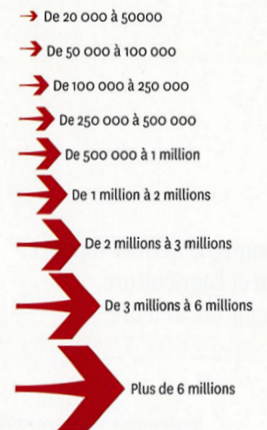 De 20 000 à 50000
De 50 000 à 100 000
De 100 000 à 250 000
De 250 000 à 500 000
De 500 000 à 1 million
De 1 million à 2 millions
De 2 millions à 3 millions
De 3 millions à 6 millions
Plus de 6 millions